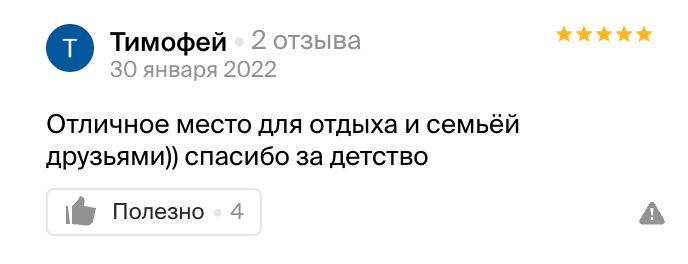 Т
Тимофей • 2 отзыва
30 января 2022
Отличное место для отдыха и семьёй
друзьями)) спасибо за детство
Полезно • 4